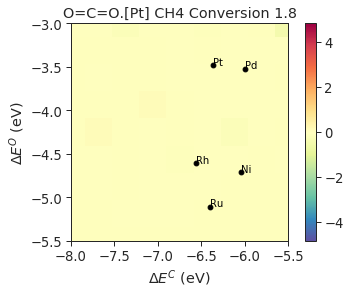 O=C=O.[Pt] CH4 Conversion 1.8
−3.0
−3.5
−4.0
−4.5
−5.0
−5.5
ΔE^O (eV)
Pt
Pd
Rh
Ni
Ru
−8.0 −7.5 −7.0 −6.5 −6.0 −5.5
ΔE^C (eV)
4
2
0
−2
−4